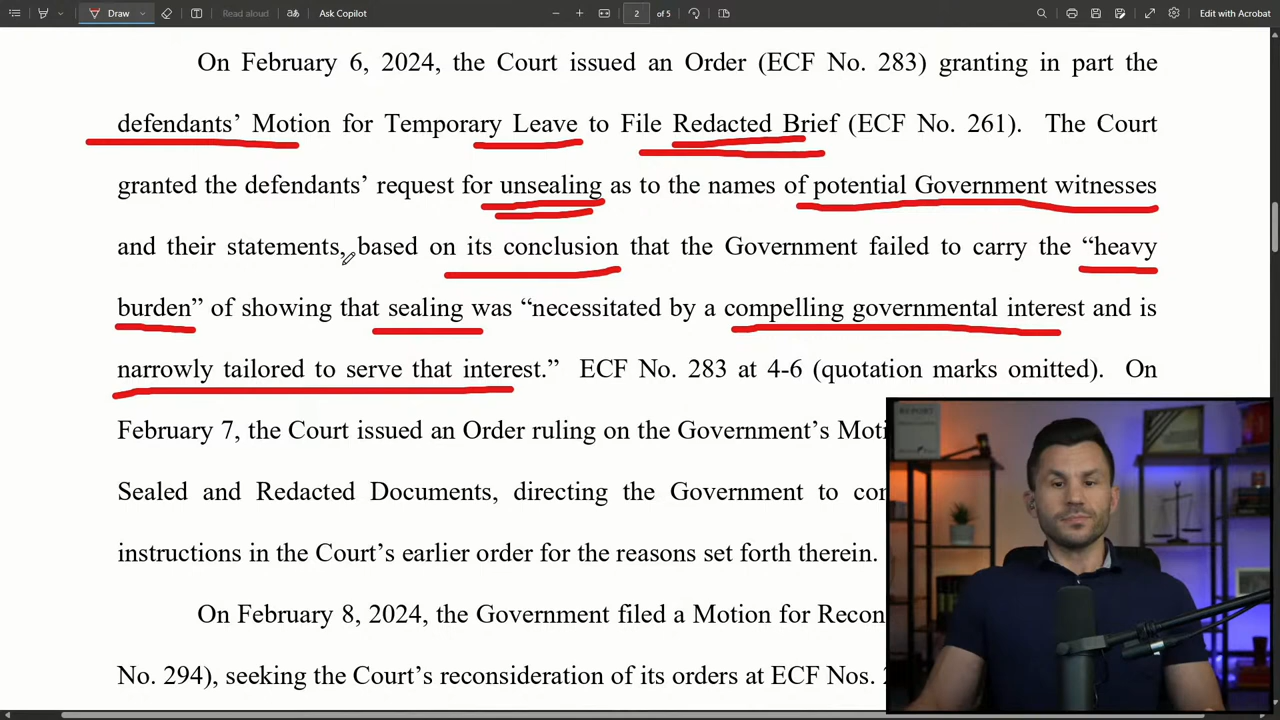 Draw
Read aloud
Ask Copilot
2 of 5
Edit with Acrobat
On February 6, 2024, the Court issued an Order (ECF No. 283) granting in part the
defendants’ Motion for Temporary Leave to File Redacted Brief (ECF No. 261). The Court
granted the defendants’ request for unsealing as to the names of potential Government witnesses
and their statements, based on its conclusion that the Government failed to carry the “heavy
burden” of showing that sealing was “necessitated by a compelling governmental interest and is
narrowly tailored to serve that interest.” ECF No. 283 at 4-6 (quotation marks omitted). On
February 7, the Court issued an Order ruling on the Government’s Moti
Sealed and Redacted Documents, directing the Government to con
instructions in the Court’s earlier order for the reasons set forth therein.
On February 8, 2024, the Government filed a Motion for Recon
No. 294), seeking the Court’s reconsideration of its orders at ECF Nos.
REPORT